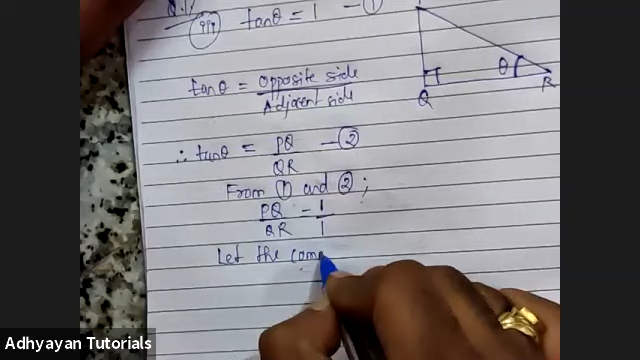 Q.1)
(iii) tanθ = 1 — ①
tanθ = Opposite side
Adjacent side
θ
Q
R
∴ tanθ = PQ — ②
QR
From ① and ② ;
PQ = 1
QR 1
Let the com
Adhyayan Tutorials